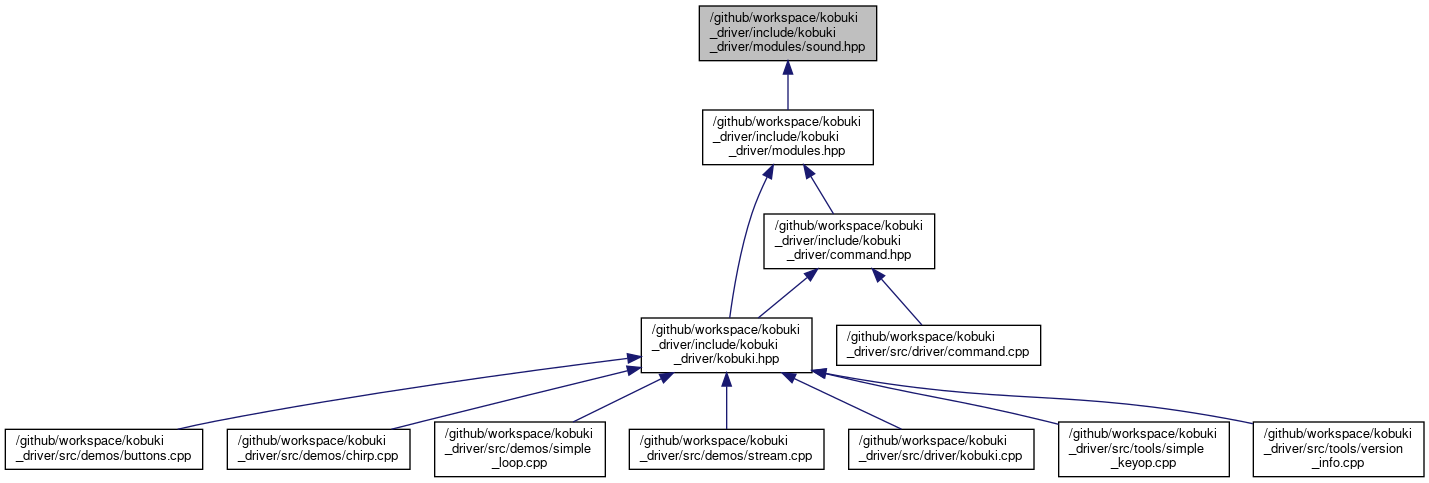 /github/workspace/kobuki
_driver/include/kobuki
_driver/modules/sound.hpp
/github/workspace/kobuki
_driver/include/kobuki
_driver/modules.hpp
/github/workspace/kobuki
_driver/include/kobuki
_driver/command.hpp
/github/workspace/kobuki
_driver/include/kobuki
_driver/kobuki.hpp
/github/workspace/kobuki
_driver/src/driver/command.cpp
/github/workspace/kobuki
_driver/src/demos/buttons.cpp
/github/workspace/kobuki
_driver/src/demos/chirp.cpp
/github/workspace/kobuki
_driver/src/demos/simple
_loop.cpp
/github/workspace/kobuki
_driver/src/demos/stream.cpp
/github/workspace/kobuki
_driver/src/driver/kobuki.cpp
/github/workspace/kobuki
_driver/src/tools/simple
_keyop.cpp
/github/workspace/kobuki
_driver/src/tools/version
_info.cpp